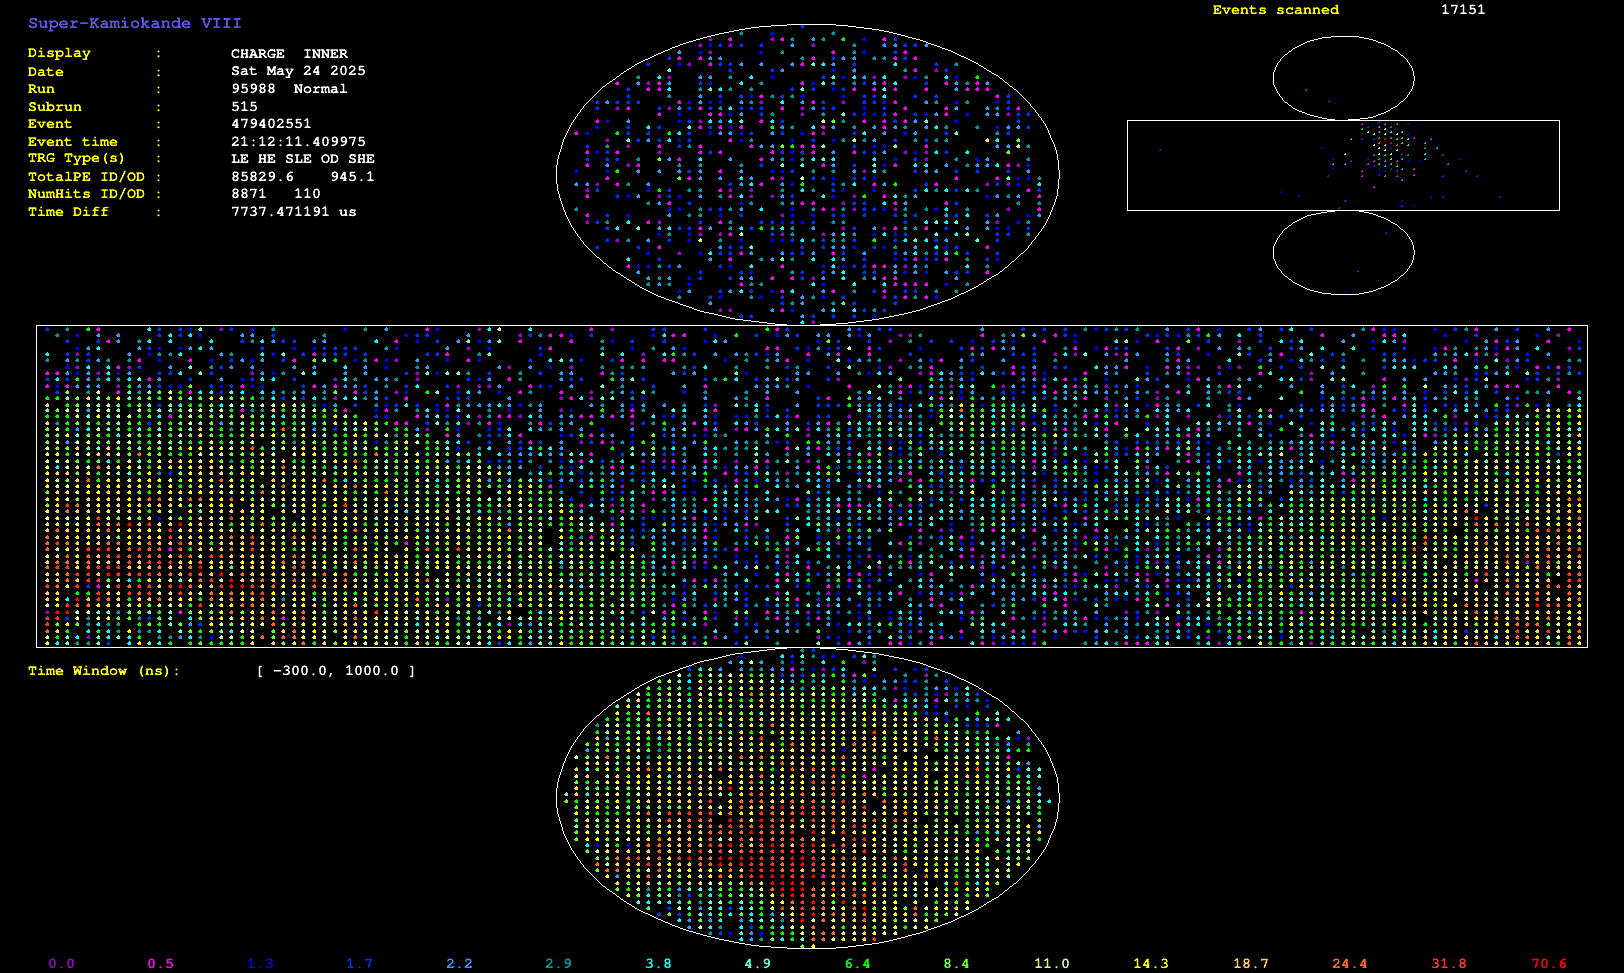 Super-Kamiokande VIII
Display : CHARGE INNER
Date : Sat May 24 2025
Run : 95988 Normal
Subrun : 515
Event : 479402551
Event time : 21:12:11.409975
TRG Type(s) : LE HE SLE OD SHE
TotalPE ID/OD : 85829.6 945.1
NumHits ID/OD : 8871 110
Time Diff : 7737.471191 us
Events scanned 17151
Time Window (ns): [ -300.0, 1000.0 ]
0.0 0.5 1.3 1.7 2.2 2.9 3.8 4.9 6.4 8.4 11.0 14.3 18.7 24.4 31.8 70.6